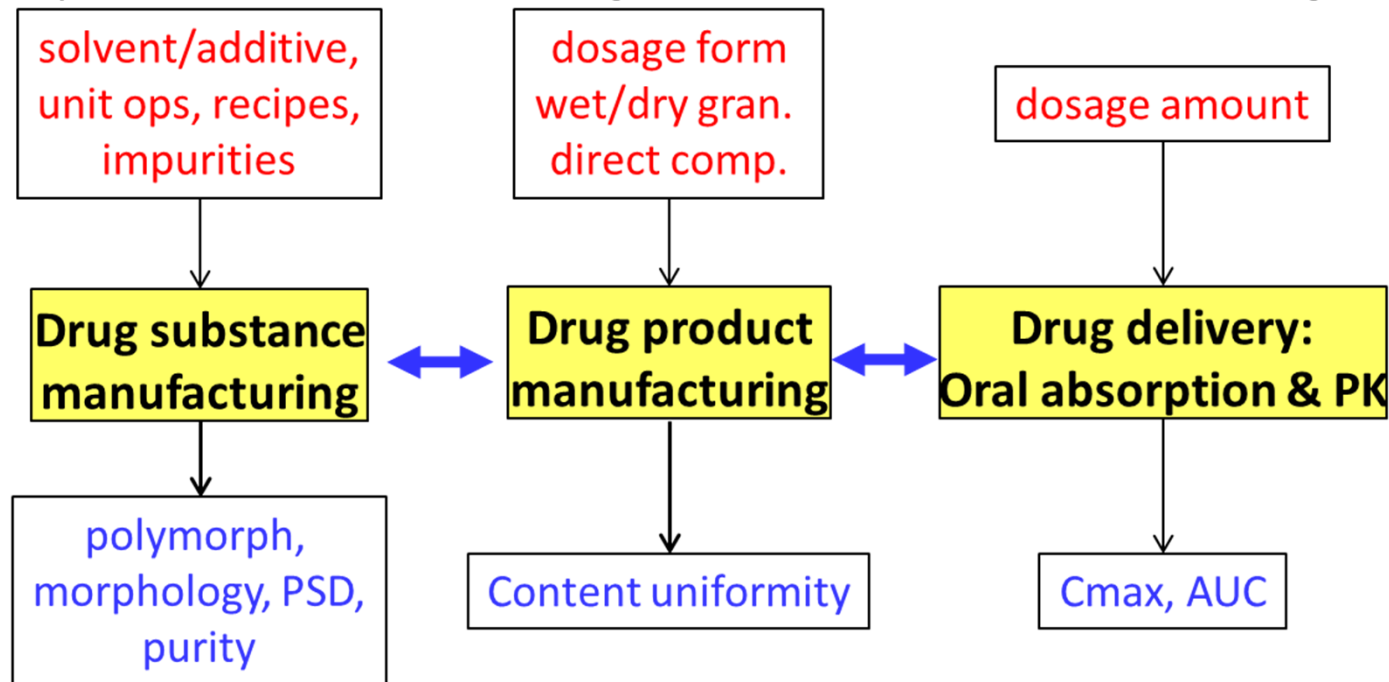 solvent/additive,
unit ops, recipes,
impurities
dosage form
wet/dry gran.
direct comp.
dosage amount
Drug substance
manufacturing
Drug product
manufacturing
Drug delivery:
Oral absorption & PK
polymorph,
morphology, PSD,
purity
Content uniformity
Cmax, AUC